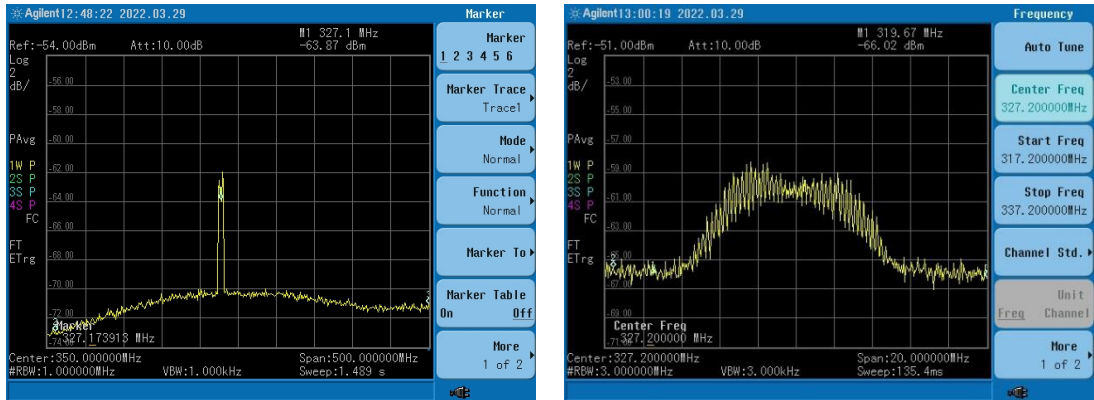 Agilent 12:48:22 2022.03.29
Marker
M1 327.1 MHz
Ref:-54.00dBm Att:10.00dB -63.87 dBm
Log
2
dB/
-56.00
-58.00
PAvg -60.00
1W P
-62.00
2S P
3S P
-64.00
4S P
FC
-66.00
FT
ETrg -68.00
-70.00
-72.00
Marker
327.173913 MHz
-74.00
Center:350.000000MHz Span:500.000000MHz
#RBW:1.000000MHz VBW:1.000kHz Sweep:1.489 s
Marker
1 2 3 4 5 6
Marker Trace
Trace1
Mode
Normal
Function
Normal
Marker To
Marker Table
On Off
More
1 of 2
Agilent 13:00:19 2022.03.29
Frequency
M1 319.67 MHz
Ref:-51.00dBm Att:10.00dB -66.02 dBm
Log
2
dB/
-53.00
-55.00
PAvg -57.00
1W P
-59.00
2S P
3S P
-61.00
4S P
FC
-63.00
FT
ETrg -65.00
-67.00
-69.00
Center Freq
327.200000 MHz
-71.00
Center:327.200000MHz Span:20.000000MHz
#RBW:3.000000MHz VBW:3.000kHz Sweep:135.4ms
Auto Tune
Center Freq
327.200000MHz
Start Freq
317.200000MHz
Stop Freq
337.200000MHz
Channel Std.
Unit
Freq Channel
More
1 of 2